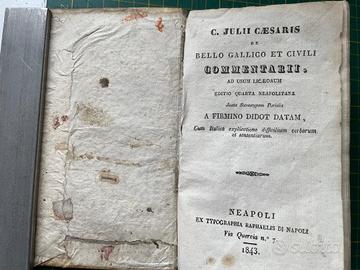 C. JULII CÆSARIS
DE
BELLO GALLICO ET CIVILI
COMMENTARII,
AD USUM LICÆORUM
EDITIO QUARTA NEAPOLITANA
Juxta Stereotypam Parisiis
A FIRMINO DIDOT DATAM,
Cum Italica explicatione difficilium verborum
et sententiarum.
NEAPOLI
EX TYPOGRAPHIA RAPHAELIS DI NAPOLI
Via Quercia n.° 7
1843.